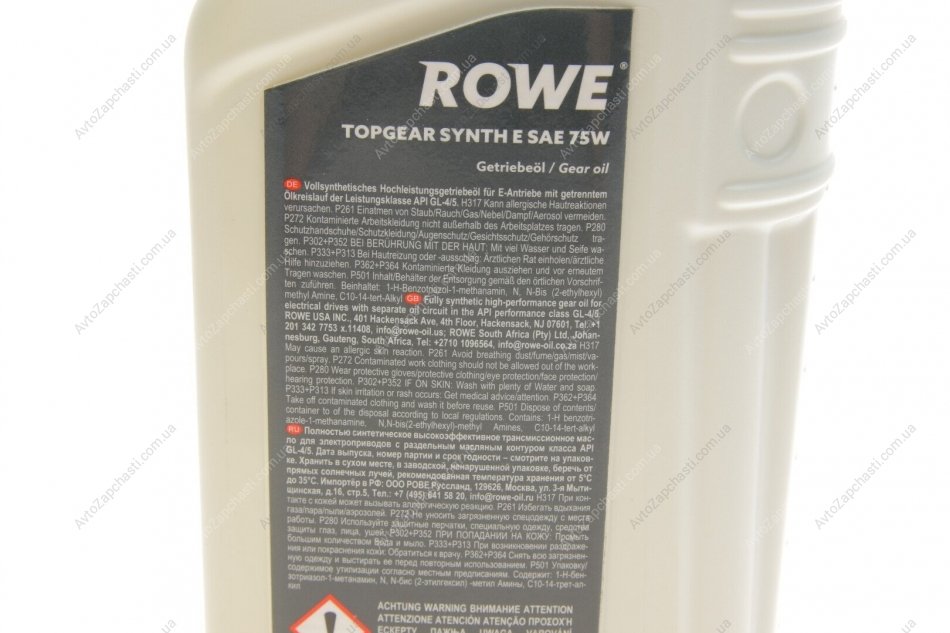 ROWE®
TOPGEAR SYNTH E SAE 75W
Getriebeöl / Gear oil
DE Vollsynthetisches Hochleistungsgetriebeöl für E-Antriebe mit getrenntem
Ölkreislauf der Leistungsklasse API GL-4/5. H317 Kann allergische Hautreaktionen
verursachen. P261 Einatmen von Staub/Rauch/Gas/Nebel/Dampf/Aerosol vermeiden.
P272 Kontaminierte Arbeitskleidung nicht außerhalb des Arbeitsplatzes tragen. P280
Schutzhandschuhe/Schutzkleidung/Augenschutz/Gesichtsschutz/Gehörschutz tra-
gen. P302+P352 BEI BERÜHRUNG MIT DER HAUT: Mit viel Wasser und Seife wa-
schen. P333+P313 Bei Hautreizung oder -ausschlag: Ärztlichen Rat einholen/ärztliche
Hilfe hinzuziehen. P362+P364 Kontaminierte Kleidung ausziehen und vor erneutem
Tragen waschen. P501 Inhalt/Behälter der Entsorgung gemäß den örtlichen Vorschrif-
ten zuführen. Beinhaltet: 1-H-Benzotriazol-1-methanamin, N, N-Bis (2-ethylhexyl)
methyl Amine, C10-14-tert-Alkyl GB Fully synthetic high-performance gear oil for
electrical drives with separate oil circuit in the API performance class GL-4/5.
ROWE USA INC., 401 Hackensack Ave, 4th Floor, Hackensack, NJ 07601, Tel.:+1
201 342 7753 x.11408, info@rowe-oil.us; ROWE South Africa (Pty) Ltd, Johan-
nesburg, Gauteng, South Africa, Tel: +2710 1096564, info@rowe-oil.co.za H317
May cause an allergic skin reaction. P261 Avoid breathing dust/fume/gas/mist/va-
pours/spray. P272 Contaminated work clothing should not be allowed out of the work-
place. P280 Wear protective gloves/protective clothing/eye protection/face protection/
hearing protection. P302+P352 IF ON SKIN: Wash with plenty of Water and soap.
P333+P313 If skin irritation or rash occurs: Get medical advice/attention. P362+P364
Take off contaminated clothing and wash it before reuse. P501 Dispose of contents/
container to of the disposal according to local regulations. Contains: 1-H benzotri-
azole-1-methanamine, N,N-bis(2-ethylhexyl)-methyl Amines, C10-14-tert-alkyl
RU Полностью синтетическое высокоэффективное трансмиссионное мас-
ло для электроприводов с раздельным масляным контуром класса API
GL-4/5. Дата выпуска, номер партии и срок годности – смотрите на упаков-
ке. Хранить в сухом месте, в заводской, ненарушенной упаковке, беречь от
прямых солнечных лучей, рекомендованная температура хранения от 5°С
до 35°С. Импортёр в РФ: ООО РОВЕ Руссланд, 129626, Москва, ул. 3-я Мыти-
щинская, д.16, стр.5, Тел.: +7 (495) 641 58 20, info@rowe-oil.ru H317 При кон-
такте с кожей может вызывать аллергическую реакцию. P261 Избегать вдыхания
газа/пара/пыли/аэрозолей. P272 Не уносить загрязненную спецодежду с места
работы. P280 Используйте защитные перчатки, специальную одежду, средства
защиты глаз, лица, ушей. P302+P352 ПРИ ПОПАДАНИИ НА КОЖУ: Промыть
большим количеством Вода и мыло. P333+P313 При возникновении раздраже-
ния или покраснения кожи: Обратиться к врачу. P362+P364 Снять всю загрязнен-
ную одежду и выстирать ее перед повторным использованием. P501 Упаковку/
содержимое утилизации согласно местным предписаниям. Содержит: 1-Н-бен-
зотриазол-1-метанамин, N, N-бис (2-этилгексил) -метил Амины, C10-14-трет-ал-
кил
ACHTUNG WARNING ВНИМАНИЕ ATTENTION
ATTENZIONE ATENCIÓN ATENÇÃO ΠΡΟΣΟΧΉ